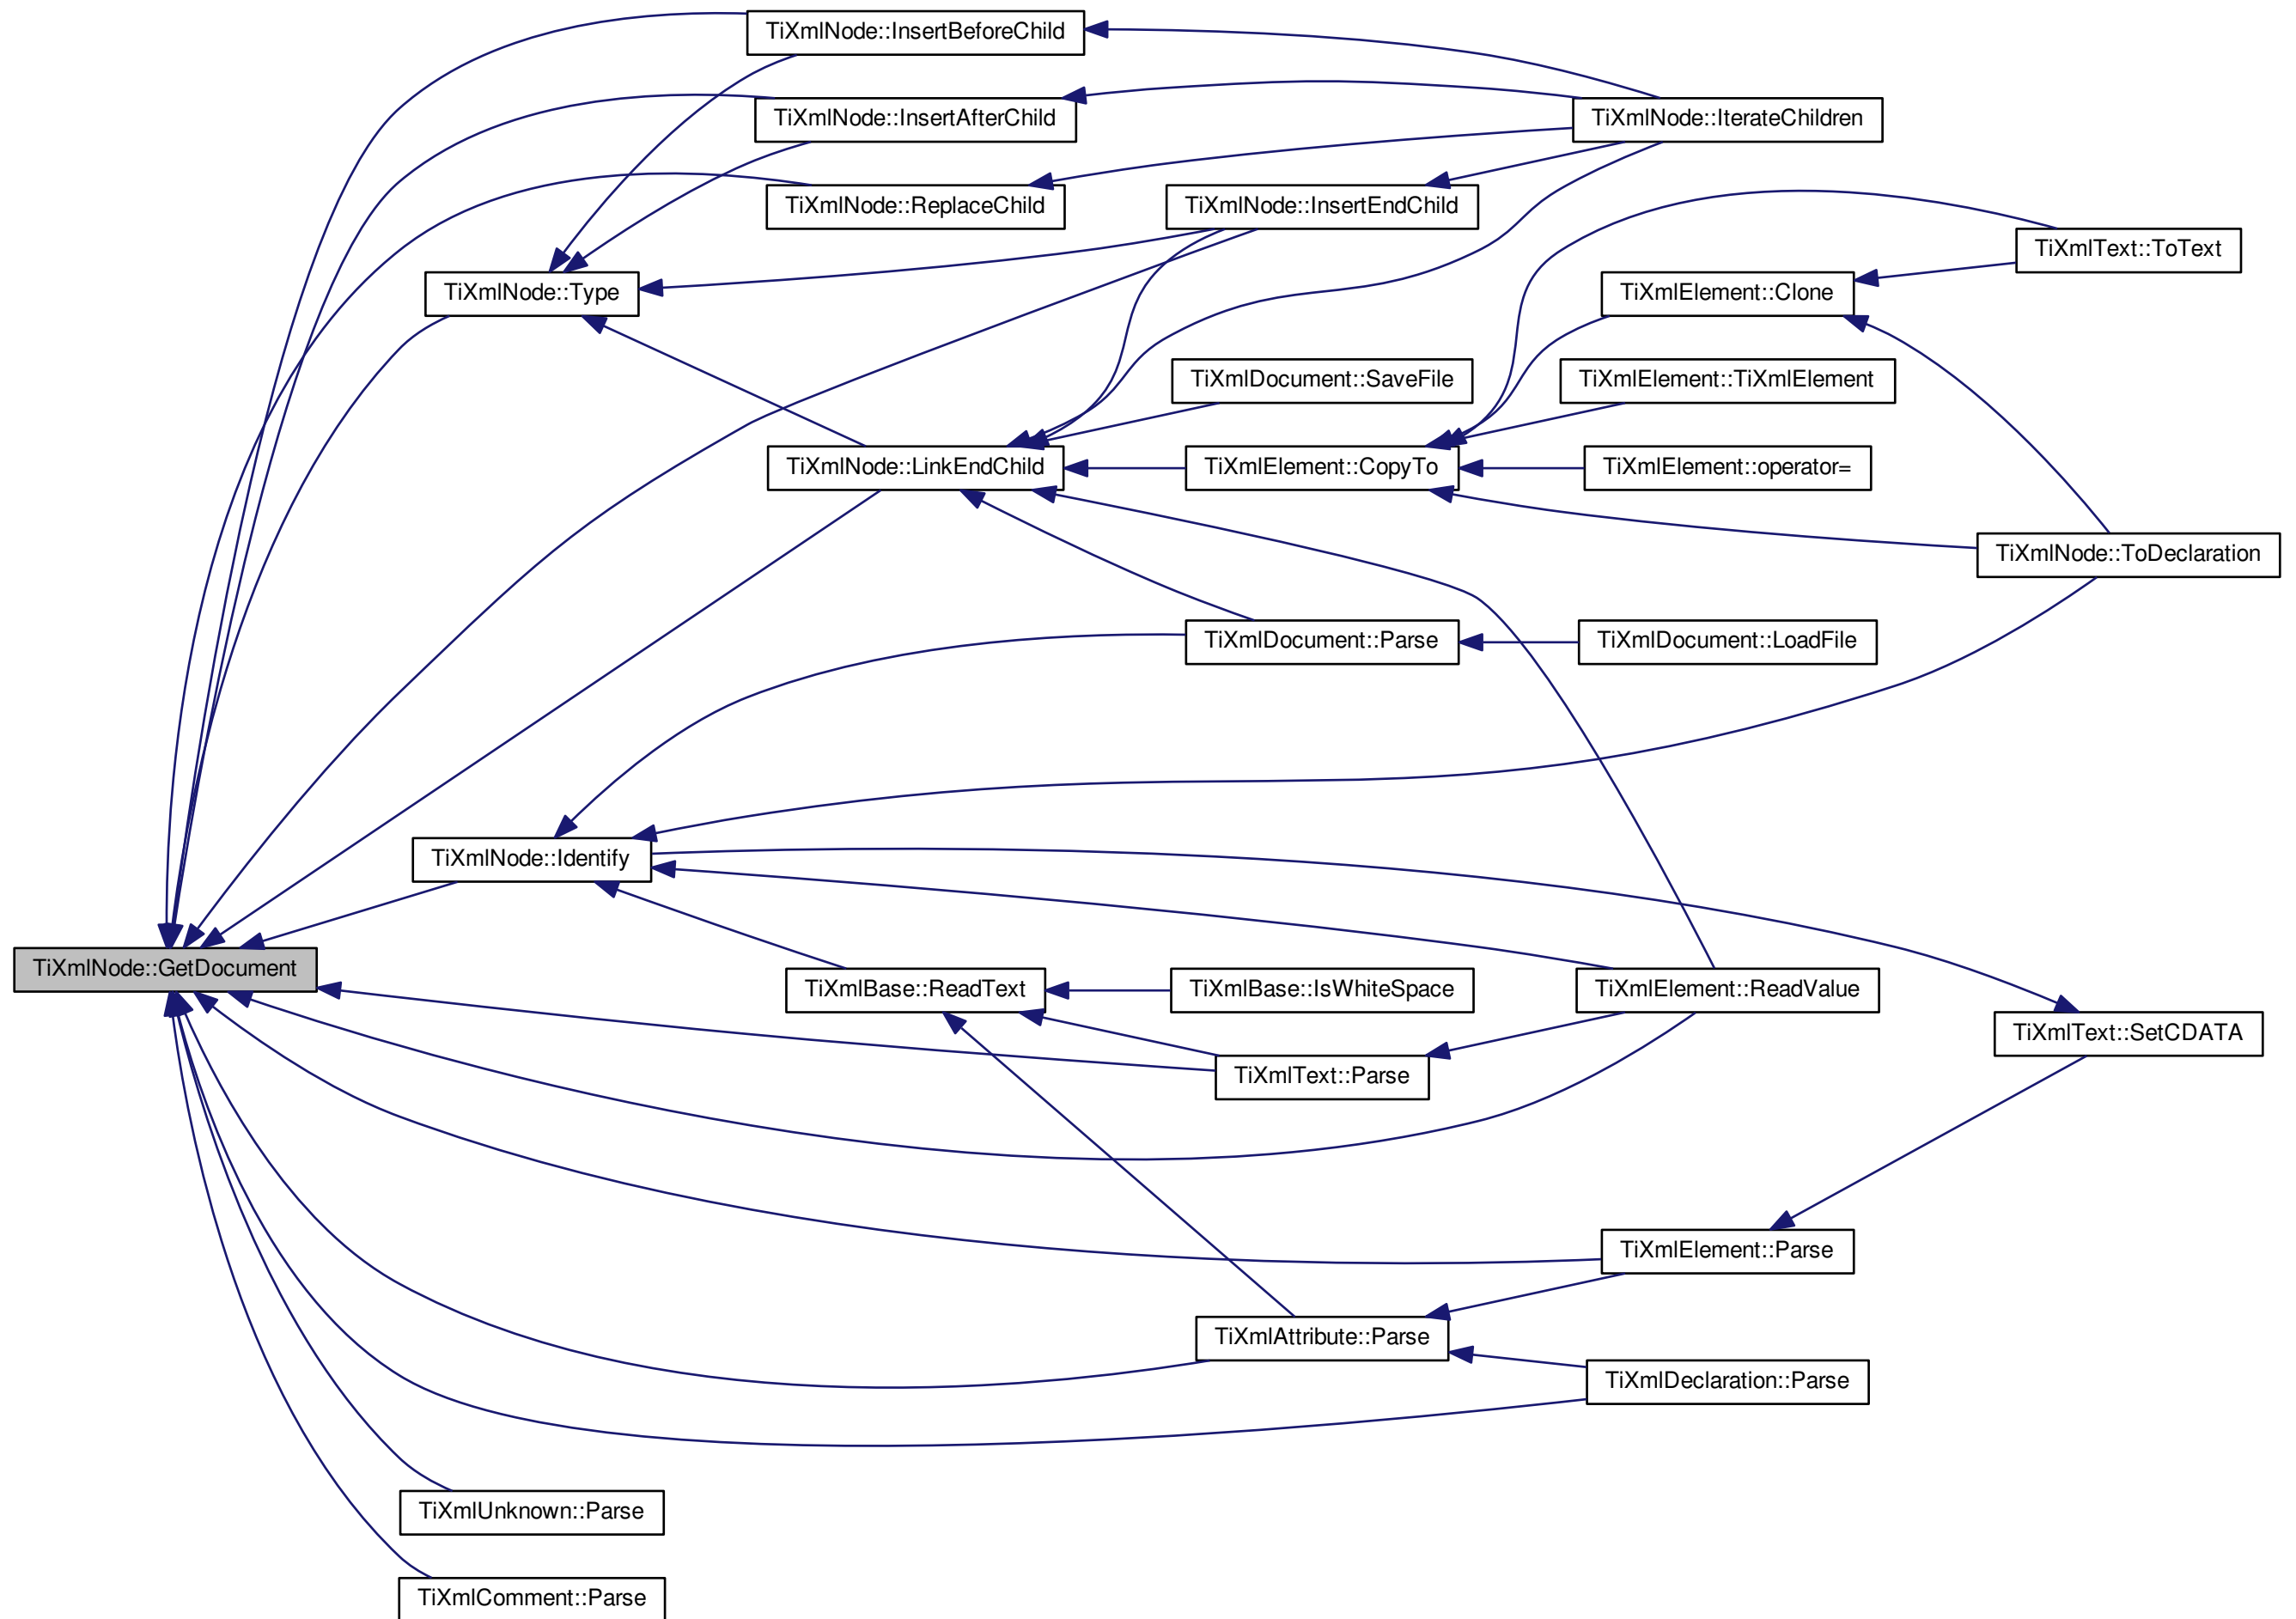 TiXmlNode::InsertBeforeChild
TiXmlNode::InsertAfterChild
TiXmlNode::IterateChildren
TiXmlNode::ReplaceChild
TiXmlNode::InsertEndChild
TiXmlText::ToText
TiXmlNode::Type
TiXmlElement::Clone
TiXmlDocument::SaveFile
TiXmlElement::TiXmlElement
TiXmlNode::LinkEndChild
TiXmlElement::CopyTo
TiXmlElement::operator=
TiXmlNode::ToDeclaration
TiXmlDocument::Parse
TiXmlDocument::LoadFile
TiXmlNode::Identify
TiXmlNode::GetDocument
TiXmlBase::ReadText
TiXmlBase::IsWhiteSpace
TiXmlElement::ReadValue
TiXmlText::SetCDATA
TiXmlText::Parse
TiXmlElement::Parse
TiXmlAttribute::Parse
TiXmlDeclaration::Parse
TiXmlUnknown::Parse
TiXmlComment::Parse